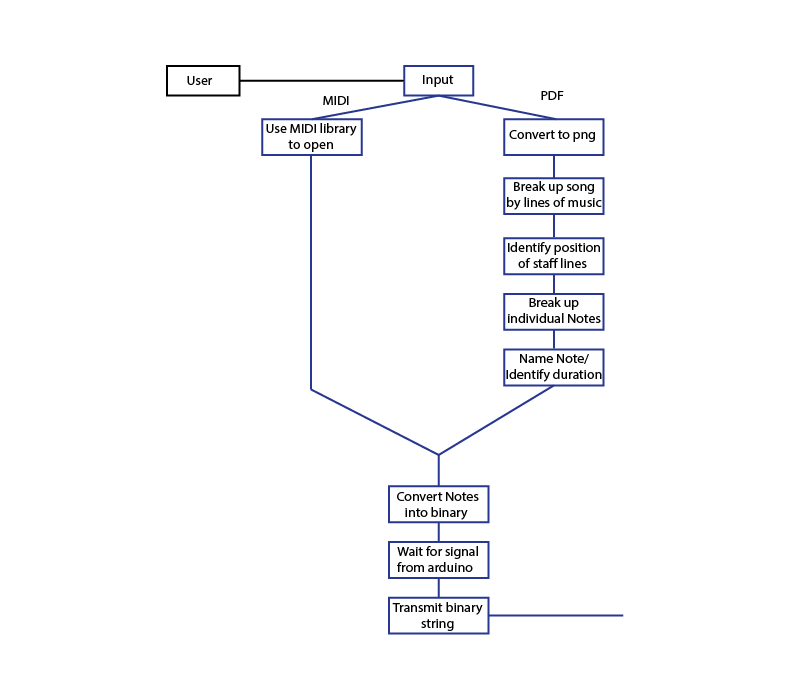 User
Input
MIDI
PDF
Use MIDI library
to open
Convert to png
Break up song
by lines of music
Identify position
of staff lines
Break up
individual Notes
Name Note/
Identify duration
Convert Notes
into binary
Wait for signal
from arduino
Transmit binary
string